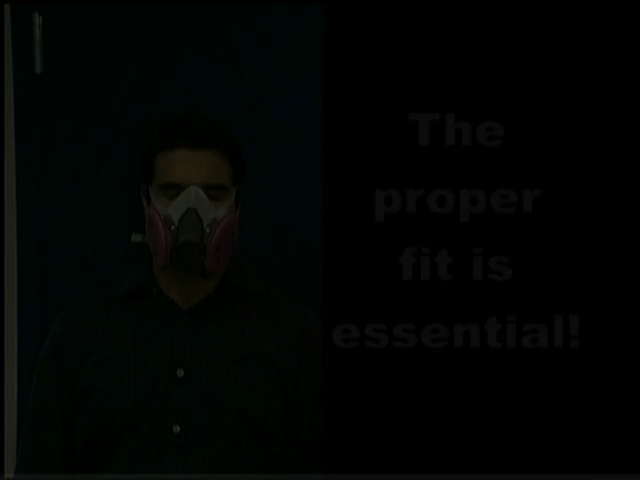 The
proper
fit is
essential!